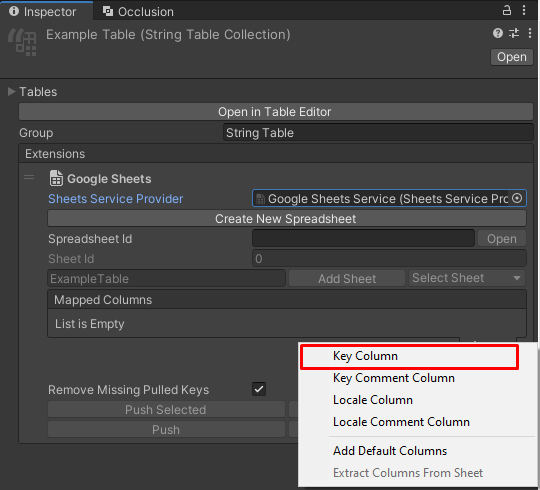 Inspector
Occlusion
Example Table (String Table Collection)
Open
Tables
Open in Table Editor
Group
String Table
Extensions
Google Sheets
Sheets Service Provider
Google Sheets Service (Sheets Service Pro
Create New Spreadsheet
Spreadsheet Id
Open
Sheet Id
0
ExampleTable
Add Sheet
Select Sheet
Mapped Columns
List is Empty
Key Column
Key Comment Column
Locale Column
Locale Comment Column
Add Default Columns
Extract Columns From Sheet
Remove Missing Pulled Keys
Push Selected
Push